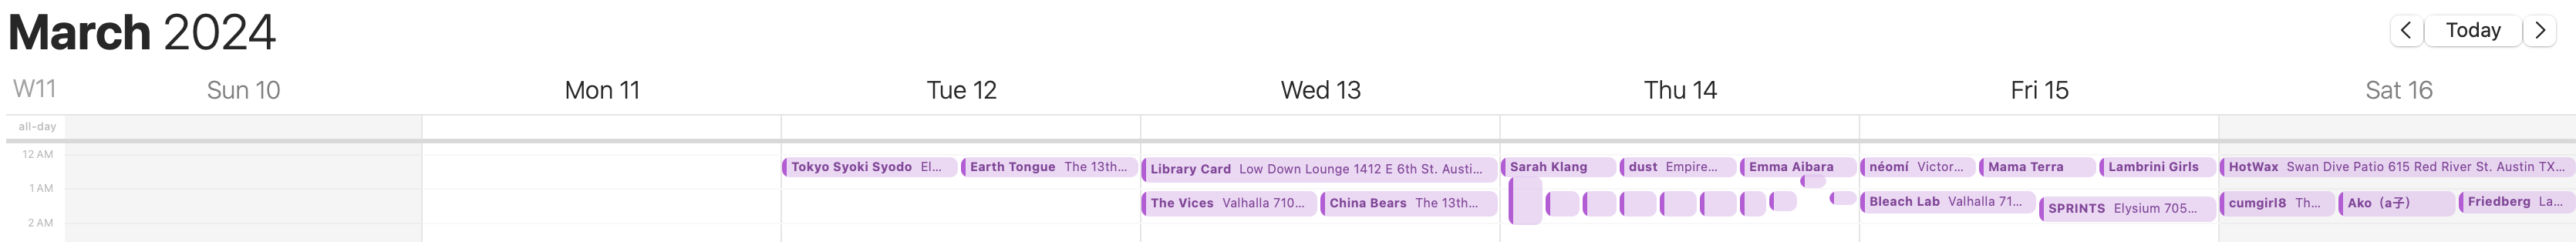 March 2024
Today
W11 Sun 10 Mon 11 Tue 12 Wed 13 Thu 14 Fri 15 Sat 16
all-day
12 AM
Tokyo Syoki Syodo El... Earth Tongue The 13th... Library Card Low Down Lounge 1412 E 6th St. Austi... Sarah Klang dust Empire... Emma Aibara néomí Victor... Mama Terra Lambrini Girls HotWax Swan Dive Patio 615 Red River St. Austin TX...
1 AM
The Vices Valhalla 710... China Bears The 13th... Bleach Lab Valhalla 71... SPRINTS Elysium 705... cumgirl8 Th... Ako（a子） Friedberg La...
2 AM